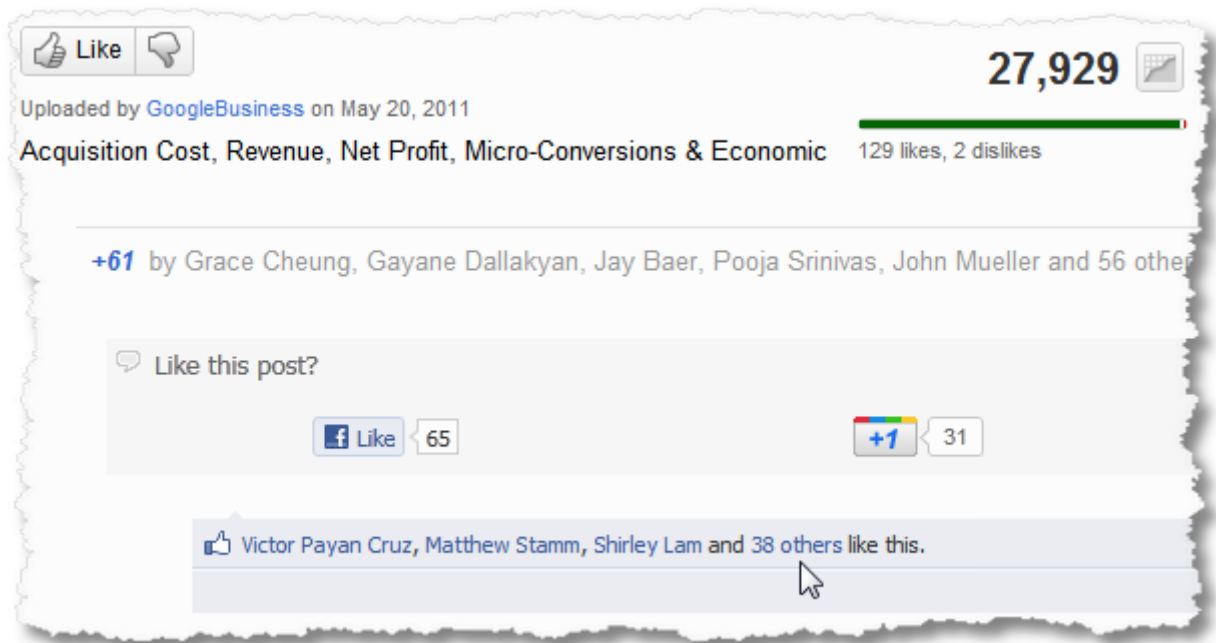 Like
27,929
Uploaded by GoogleBusiness on May 20, 2011
Acquisition Cost, Revenue, Net Profit, Micro-Conversions & Economic
129 likes, 2 dislikes
+61 by Grace Cheung, Gayane Dallakyan, Jay Baer, Pooja Srinivas, John Mueller and 56 other
Like this post?
f Like 65
+1 31
Victor Payan Cruz, Matthew Stamm, Shirley Lam and 38 others like this.